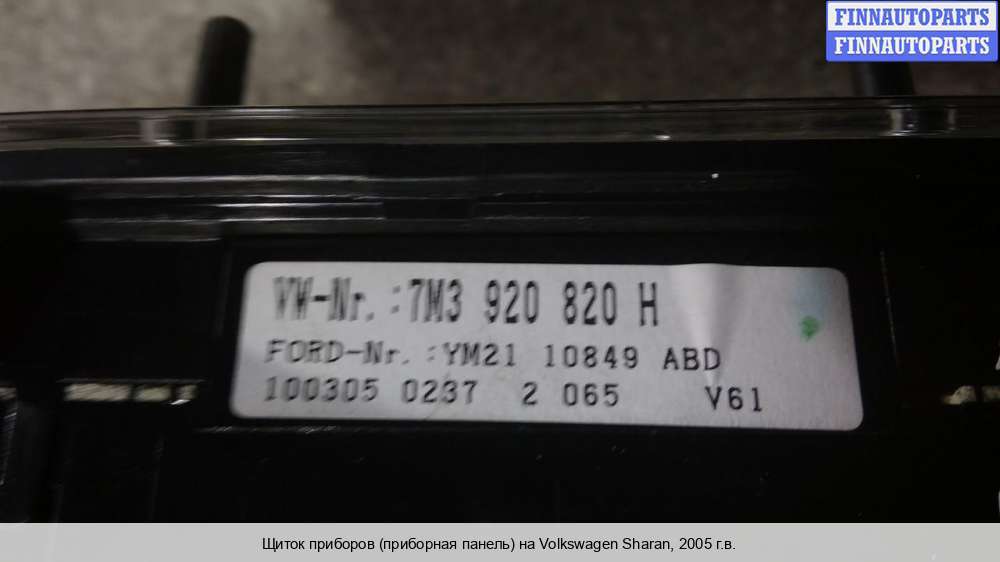 FINNAUTOPARTS
FINNAUTOPARTS
VW-Nr.:7M3 920 820 H
FORD-Nr.:YM21 10849 ABD
100305 0237 2 065 V61
Щиток приборов (приборная панель) на Volkswagen Sharan, 2005 г.в.